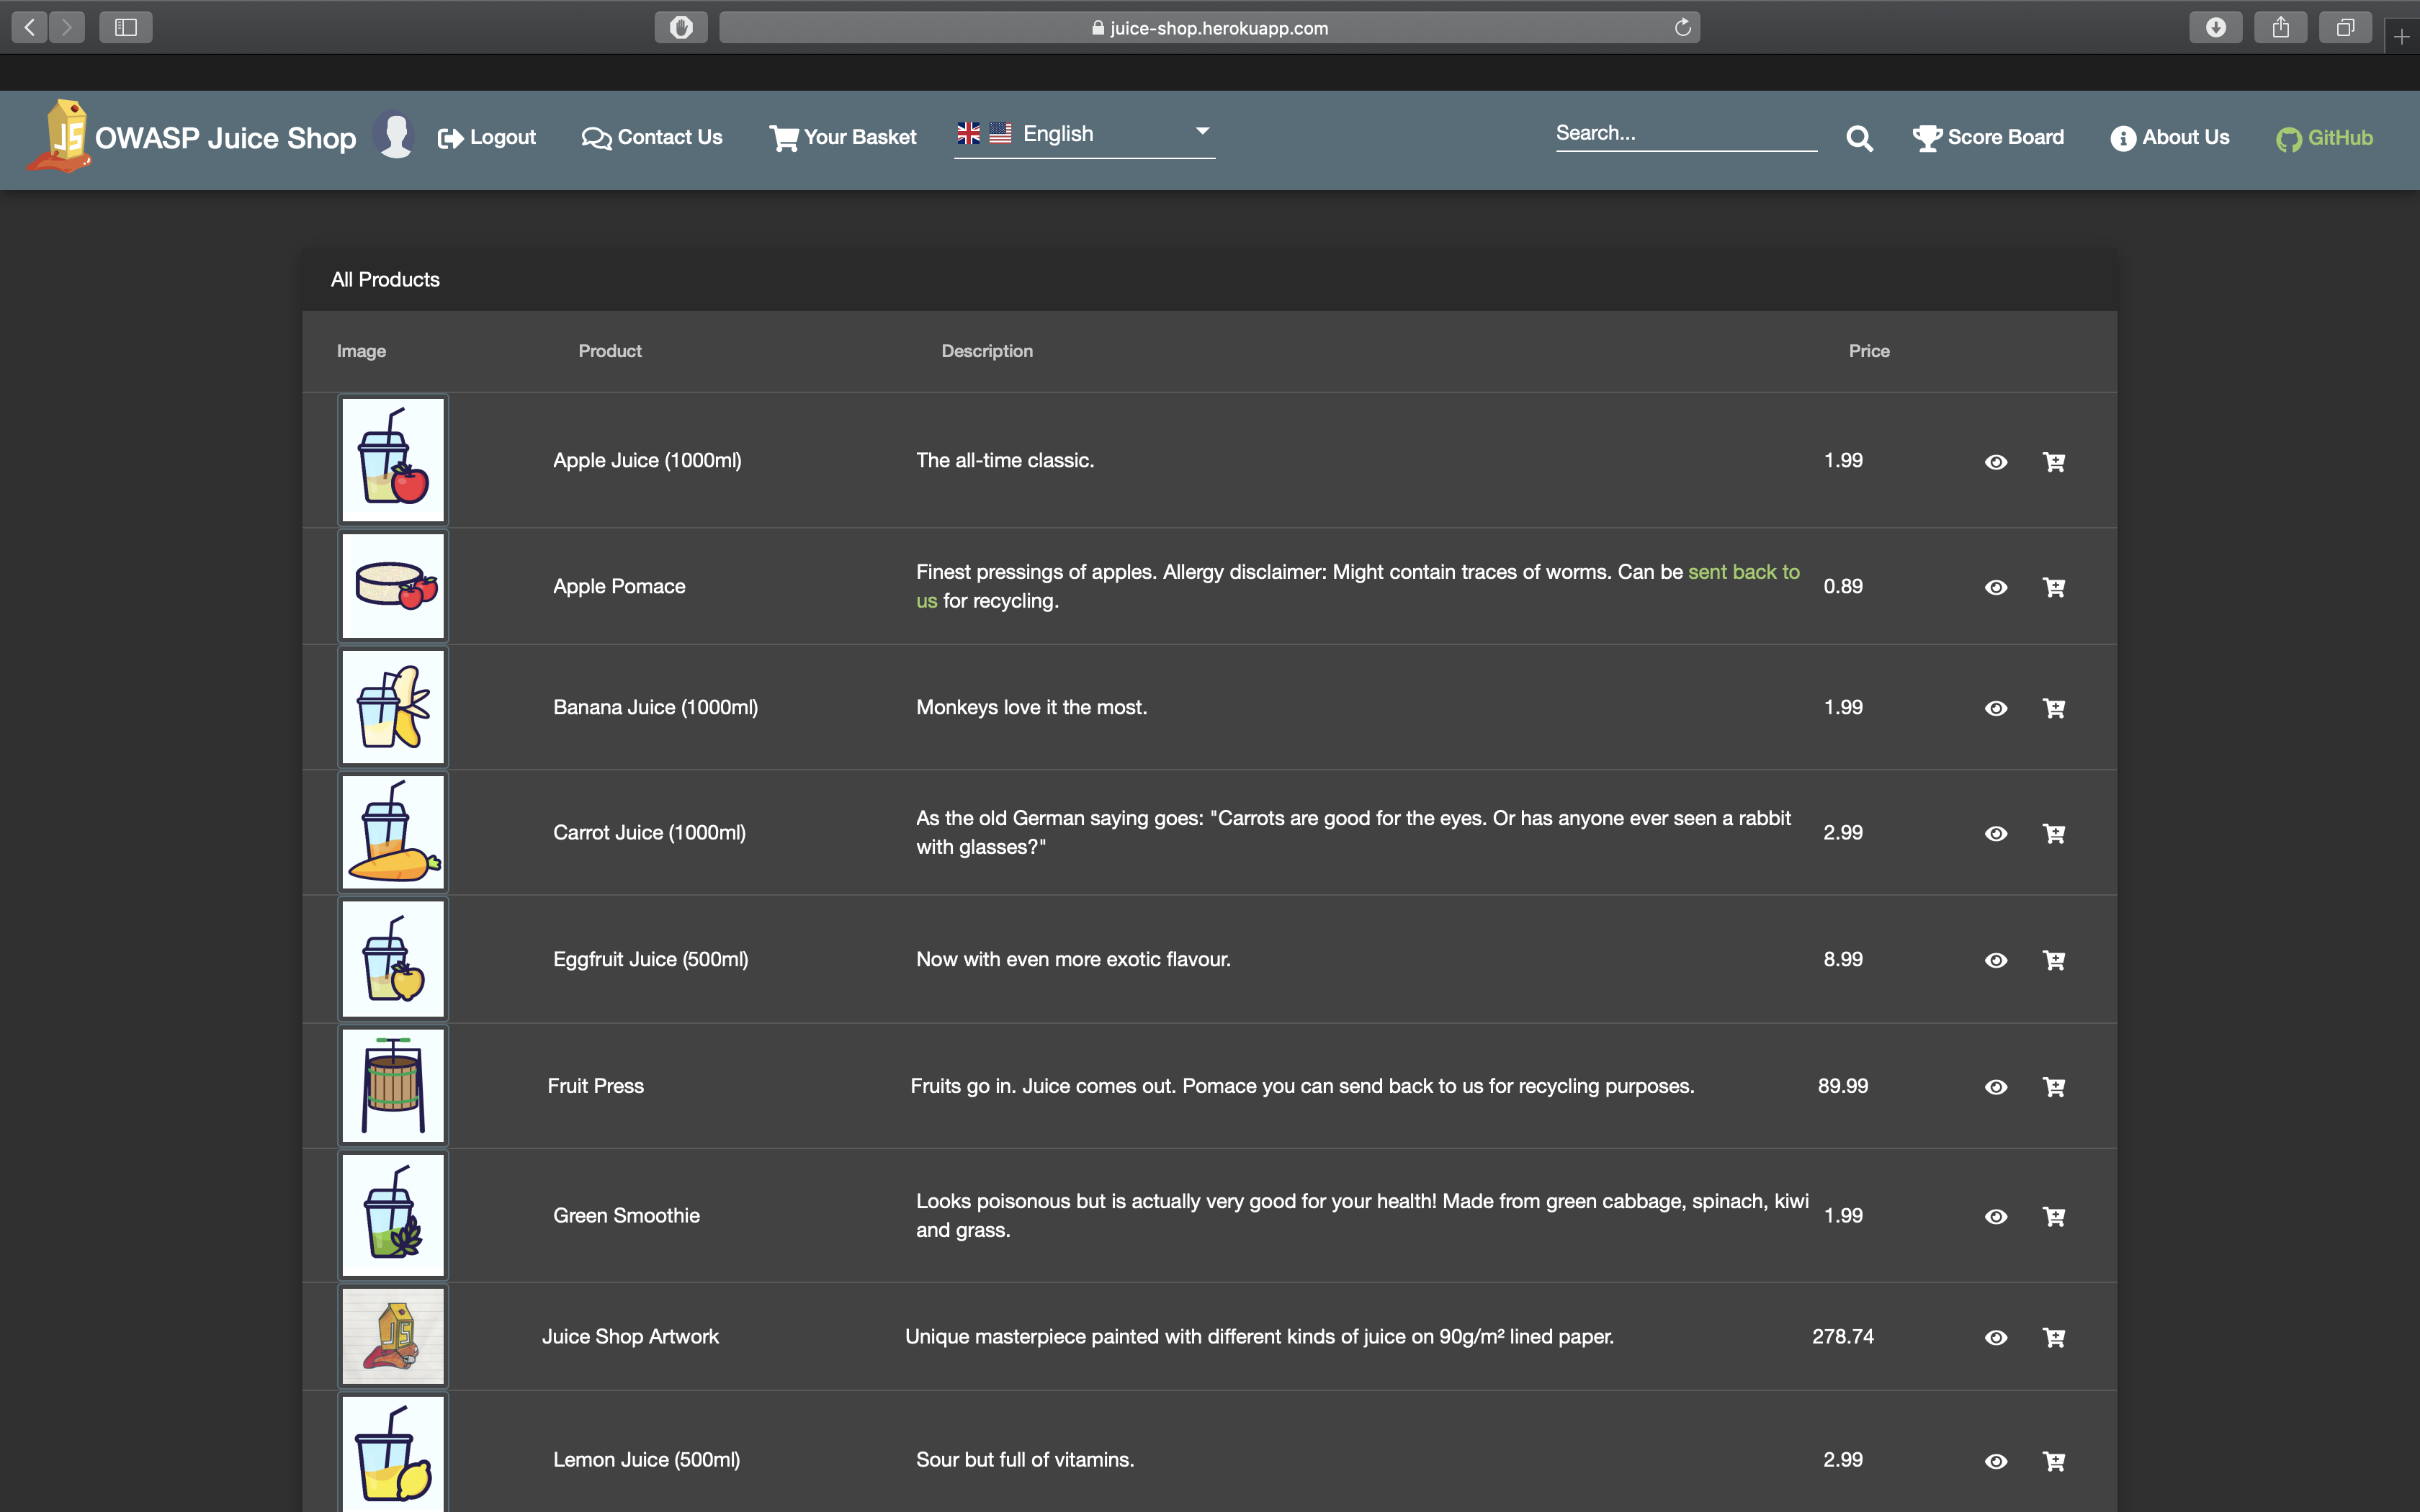 juice-shop.herokuapp.com
JS
OWASP Juice Shop
Logout
Contact Us
Your Basket
English
Search...
Score Board
About Us
GitHub
All Products
Image
Product
Description
Price
Apple Juice (1000ml)
The all-time classic.
1.99
Apple Pomace
Finest pressings of apples. Allergy disclaimer: Might contain traces of worms. Can be sent back to
us for recycling.
0.89
Banana Juice (1000ml)
Monkeys love it the most.
1.99
Carrot Juice (1000ml)
As the old German saying goes: "Carrots are good for the eyes. Or has anyone ever seen a rabbit
with glasses?"
2.99
Eggfruit Juice (500ml)
Now with even more exotic flavour.
8.99
Fruit Press
Fruits go in. Juice comes out. Pomace you can send back to us for recycling purposes.
89.99
Green Smoothie
Looks poisonous but is actually very good for your health! Made from green cabbage, spinach, kiwi
and grass.
1.99
JS
Juice Shop Artwork
Unique masterpiece painted with different kinds of juice on 90g/m² lined paper.
278.74
Lemon Juice (500ml)
Sour but full of vitamins.
2.99